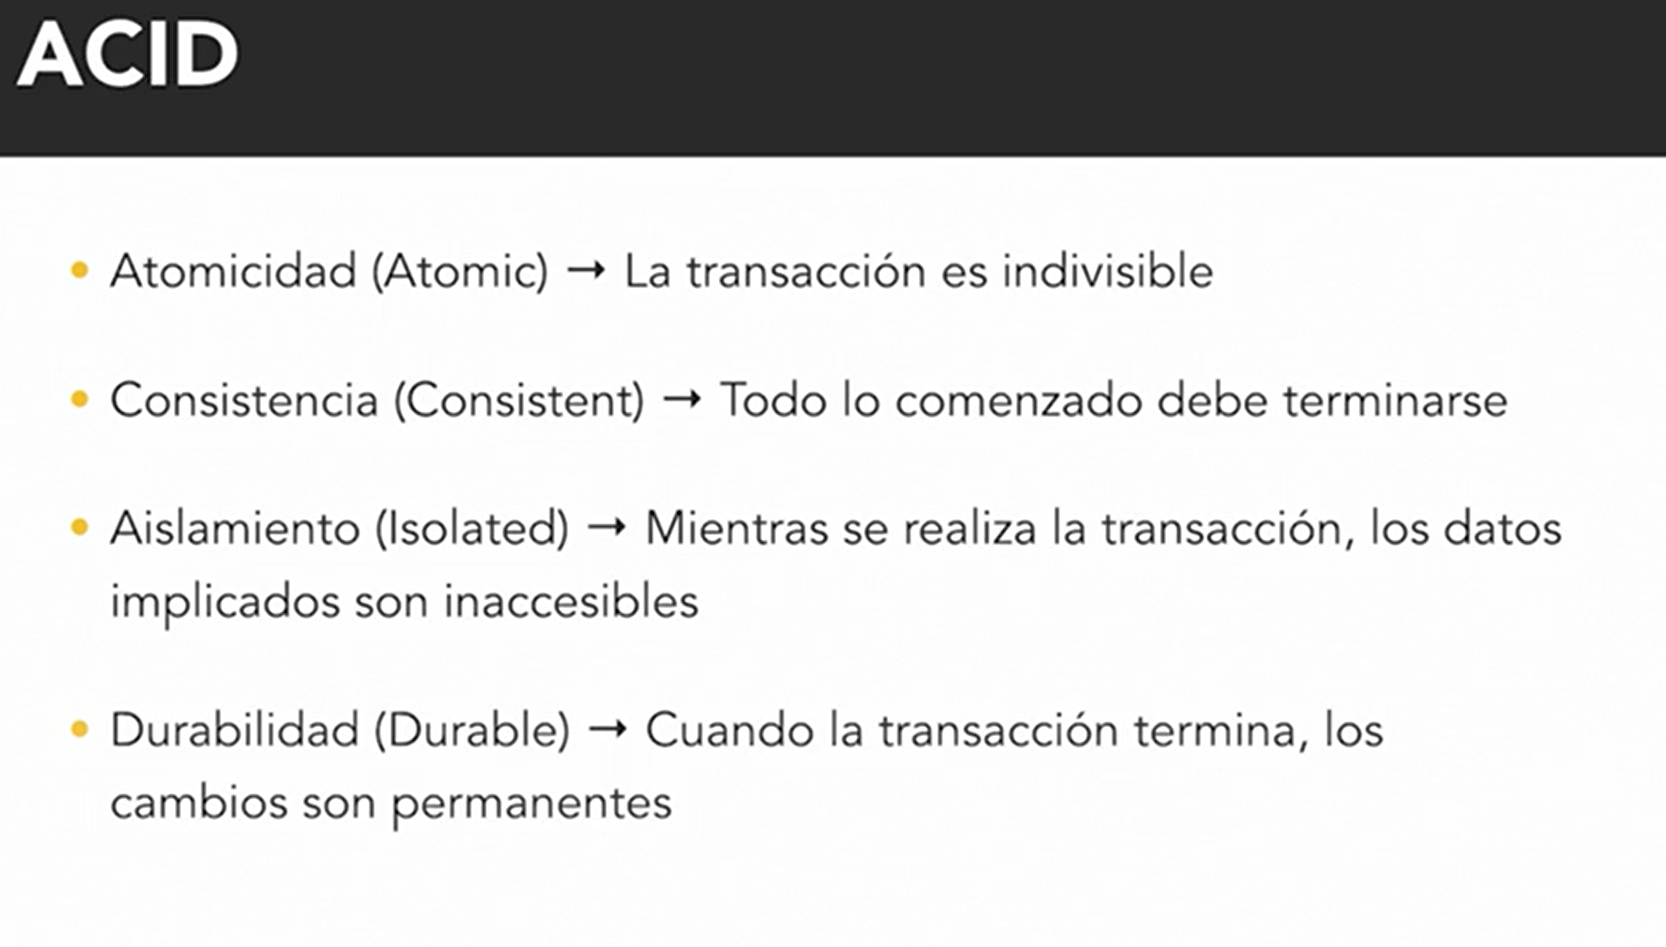 ACID
• Atomicidad (Atomic) → La transacción es indivisible
• Consistencia (Consistent) → Todo lo comenzado debe terminarse
• Aislamiento (Isolated) → Mientras se realiza la transacción, los datos
implicados son inaccesibles
• Durabilidad (Durable) → Cuando la transacción termina, los
cambios son permanentes